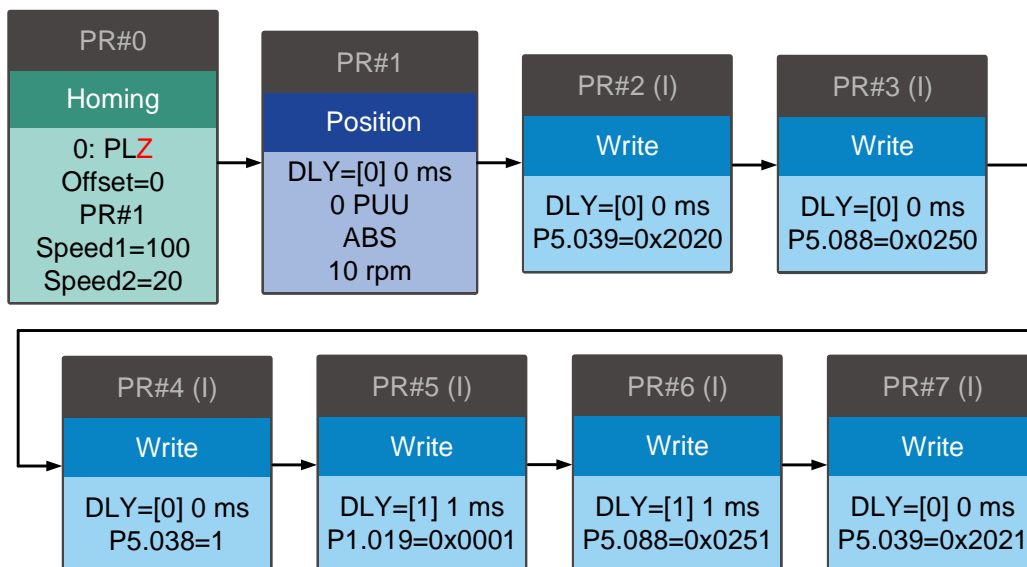 PR#0
Homing
0: PLZ
Offset=0
PR#1
Speed1=100
Speed2=20
PR#1
Position
DLY=[0] 0 ms
0 PUU
ABS
10 rpm
PR#2 (I)
Write
DLY=[0] 0 ms
P5.039=0x2020
PR#3 (I)
Write
DLY=[0] 0 ms
P5.088=0x0250
PR#4 (I)
Write
DLY=[0] 0 ms
P5.038=1
PR#5 (I)
Write
DLY=[1] 1 ms
P1.019=0x0001
PR#6 (I)
Write
DLY=[1] 1 ms
P5.088=0x0251
PR#7 (I)
Write
DLY=[0] 0 ms
P5.039=0x2021